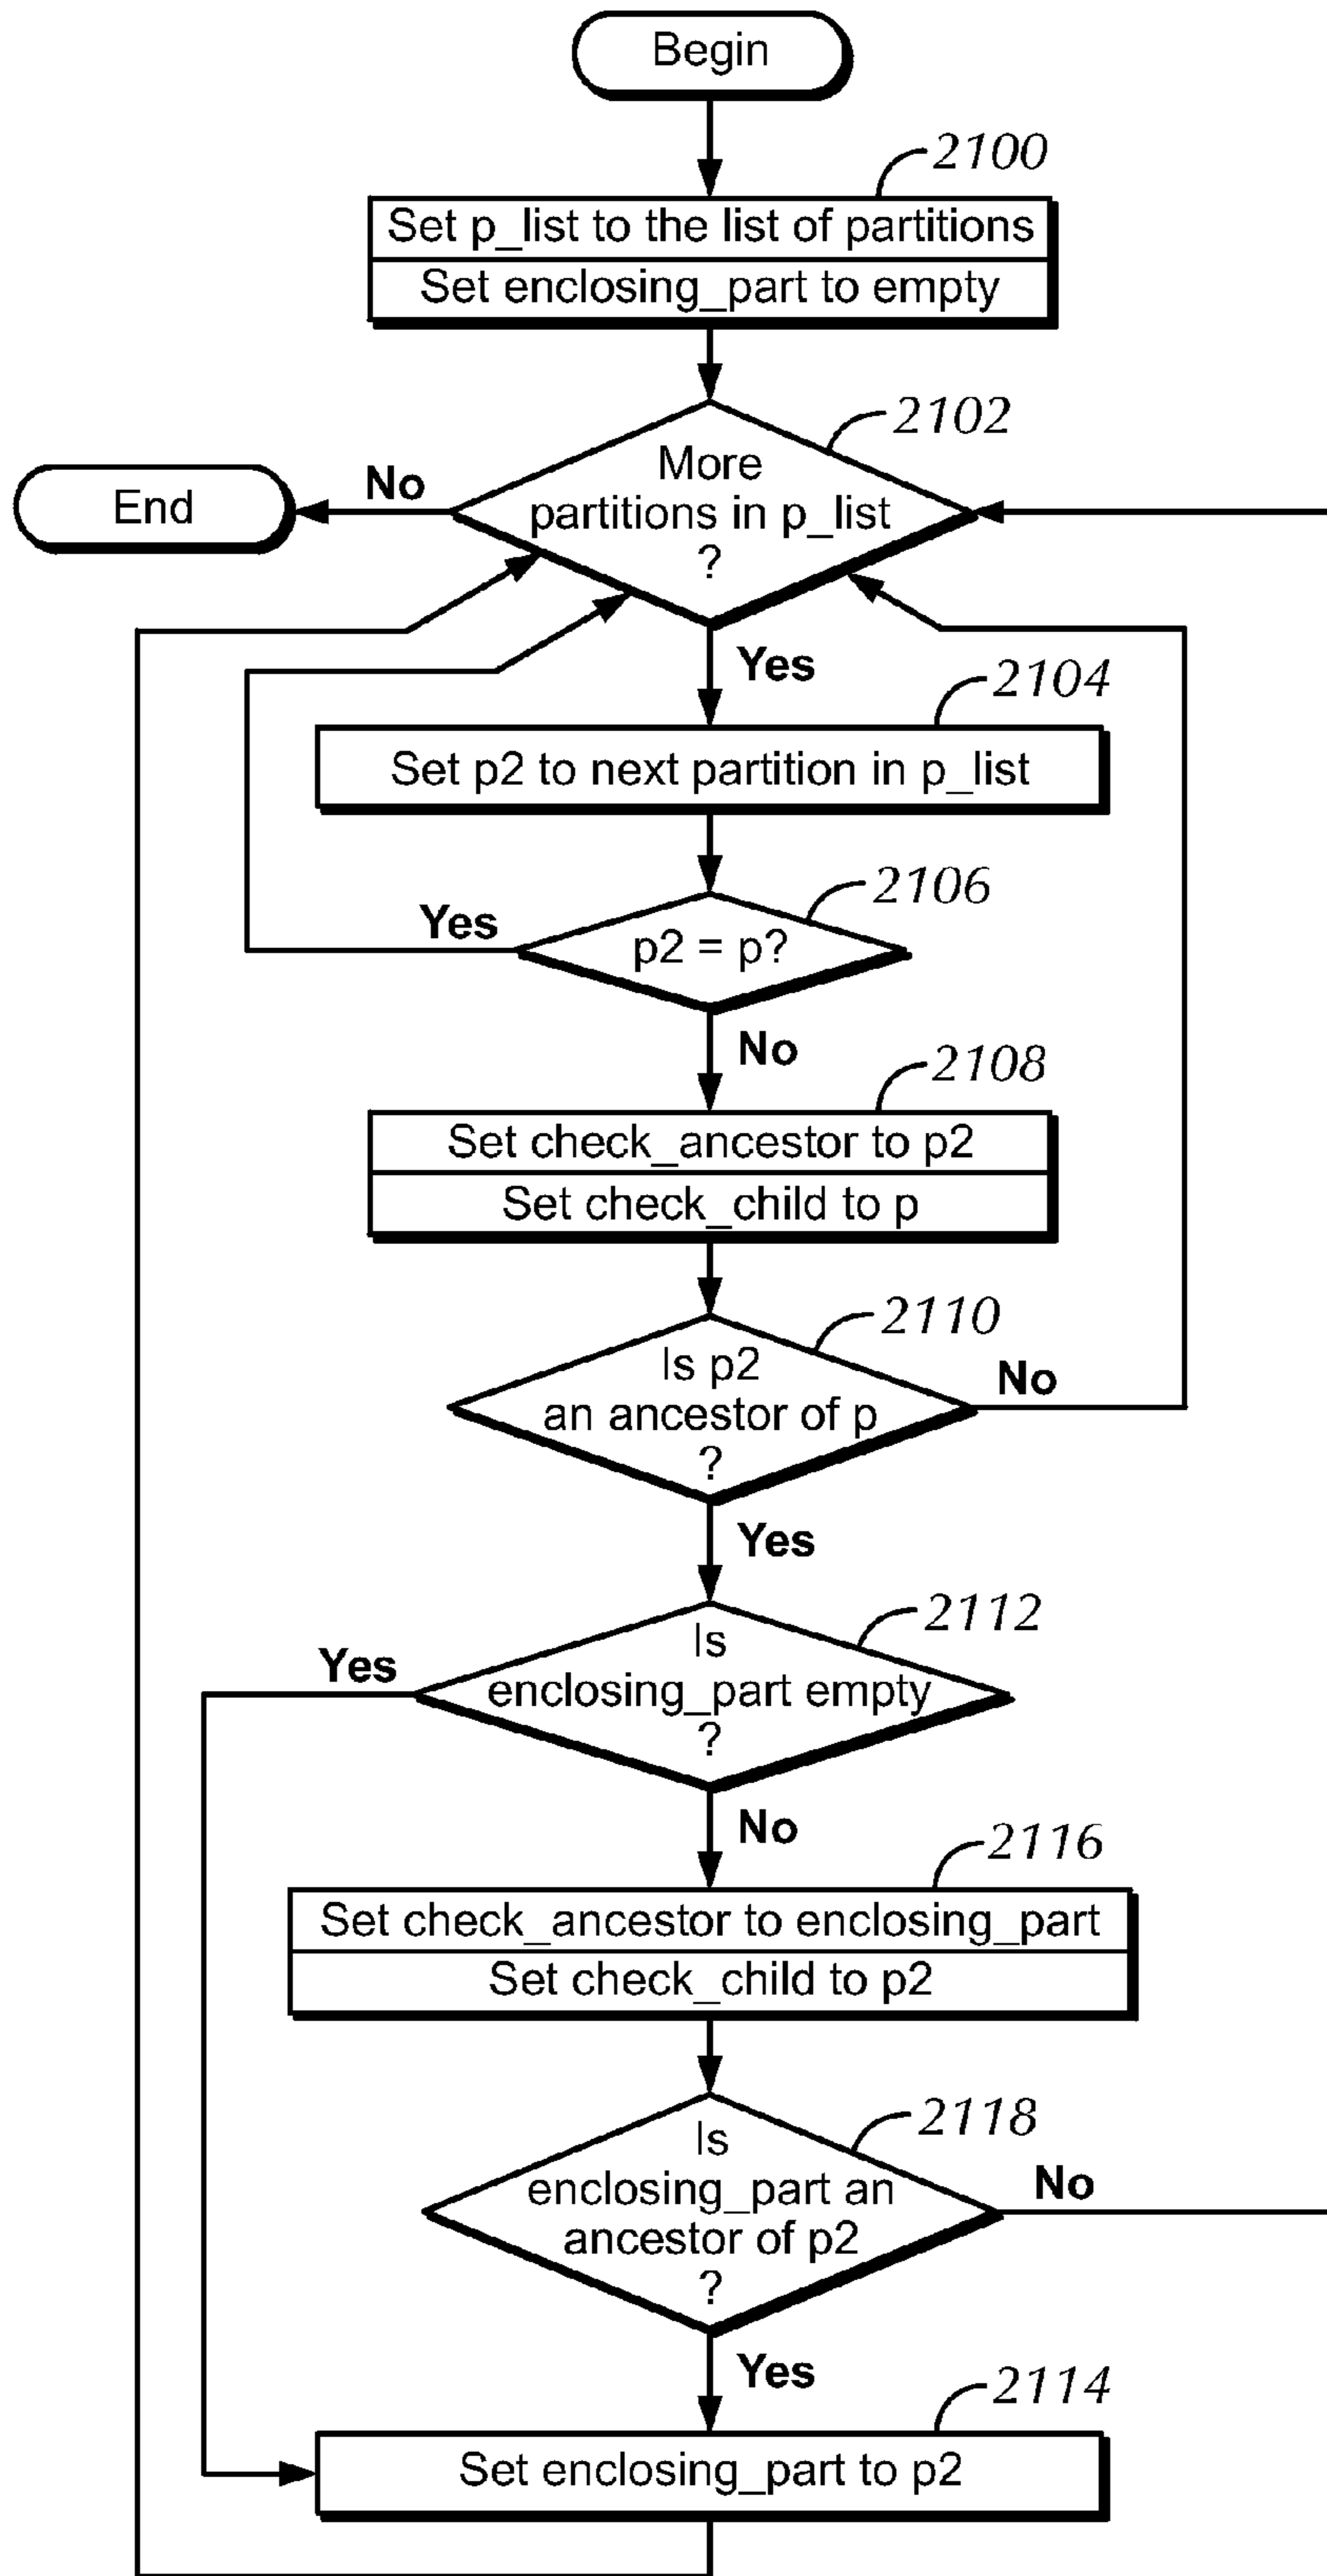 Begin
2100
Set p_list to the list of partitions
Set enclosing_part to empty
2102
More
partitions in p_list
?
No
End
Yes
2104
Set p2 to next partition in p_list
2106
Yes
p2 = p?
No
2108
Set check_ancestor to p2
Set check_child to p
2110
Is p2
an ancestor of p
?
No
Yes
2112
Is
enclosing_part empty
?
Yes
No
2116
Set check_ancestor to enclosing_part
Set check_child to p2
2118
Is
enclosing_part an
ancestor of p2
?
No
Yes
2114
Set enclosing_part to p2